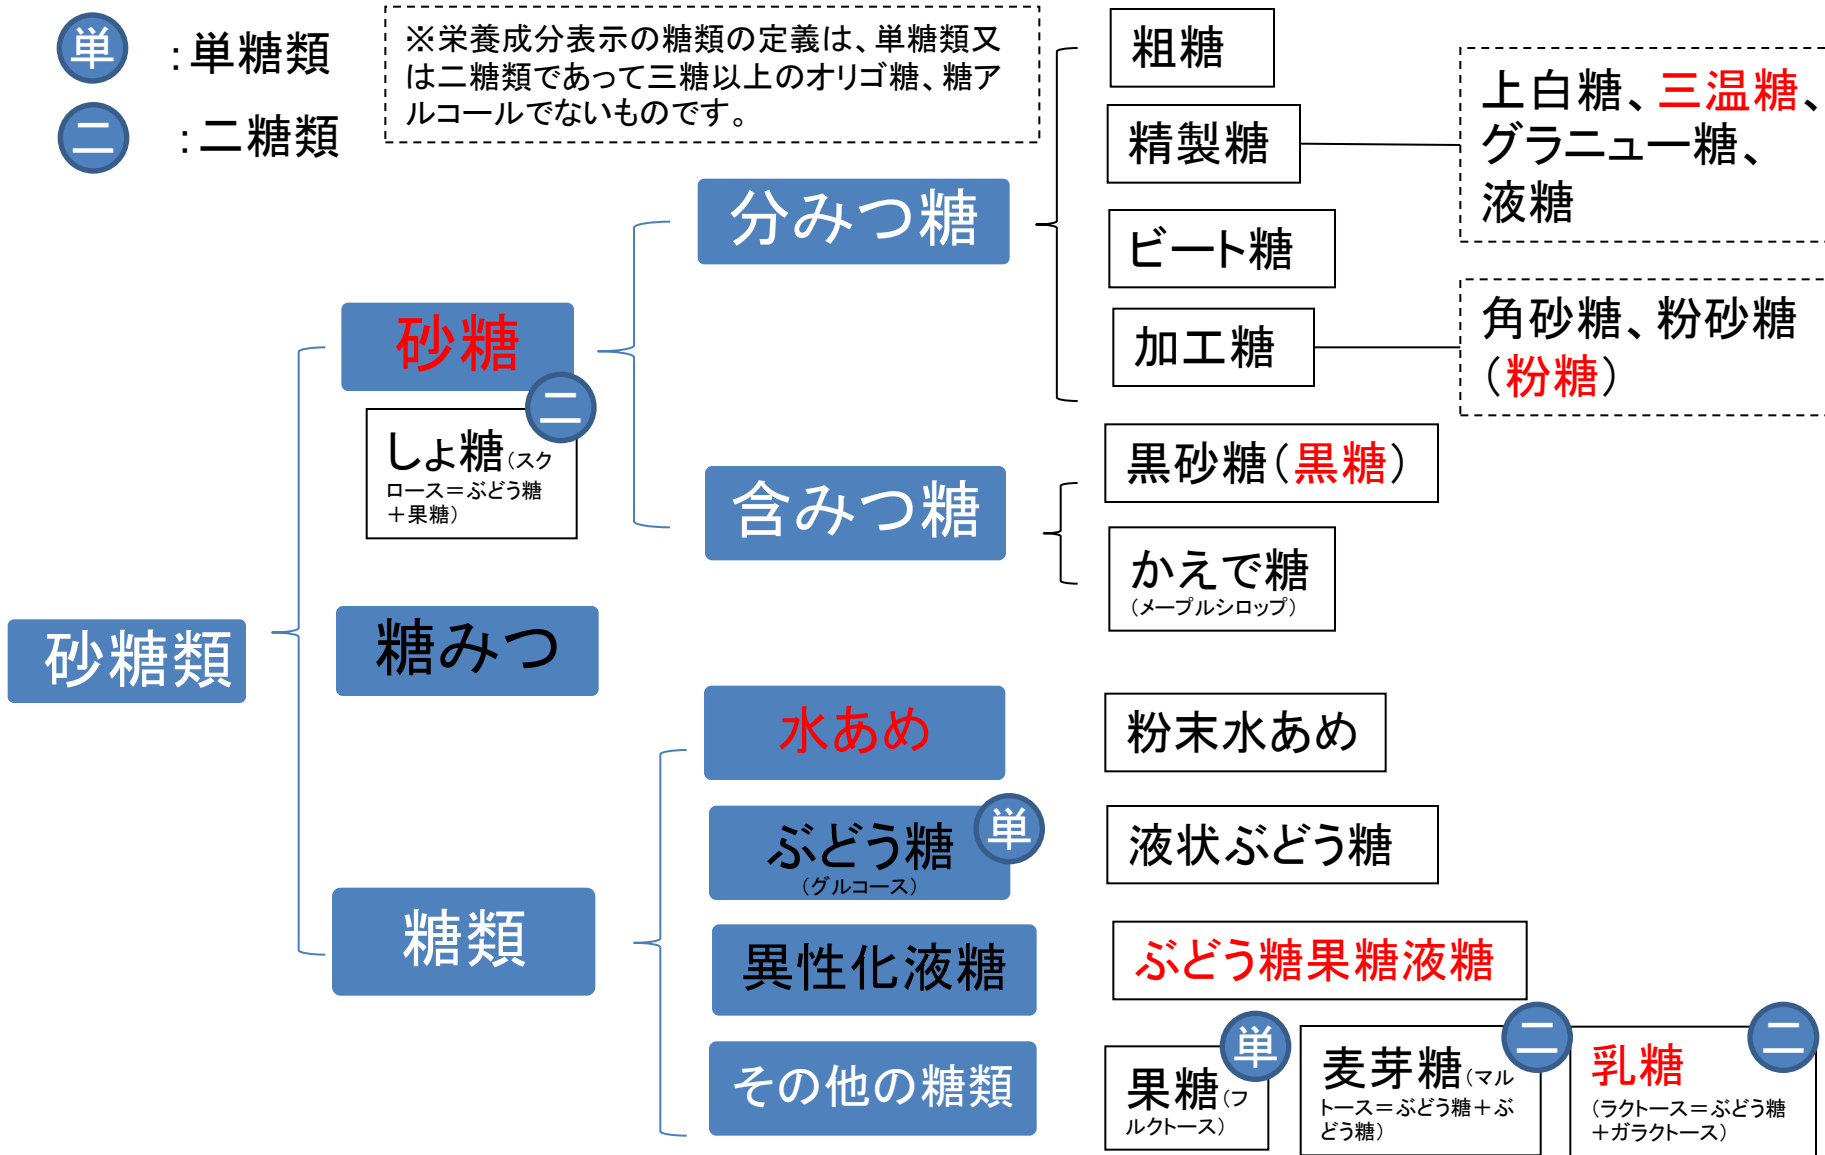 単
:単糖類
二
:二糖類
※栄養成分表示の糖類の定義は、単糖類又
は二糖類であって三糖以上のオリゴ糖、糖ア
ルコールでないものです。
砂糖類
砂糖
二
しょ糖(スク
ロース=ぶどう糖
+果糖)
分みつ糖
粗糖
精製糖
上白糖、三温糖、
グラニュー糖、
液糖
ビート糖
加工糖
角砂糖、粉砂糖
(粉糖)
含みつ糖
黒砂糖(黒糖)
かえで糖
(メープルシロップ)
糖みつ
糖類
水あめ
粉末水あめ
ぶどう糖
(グルコース)
単
液状ぶどう糖
異性化液糖
ぶどう糖果糖液糖
その他の糖類
単
果糖(フ
ルクトース)
二
麦芽糖(マル
トース=ぶどう糖+ぶ
どう糖)
二
乳糖
(ラクトース=ぶどう糖
+ガラクトース)